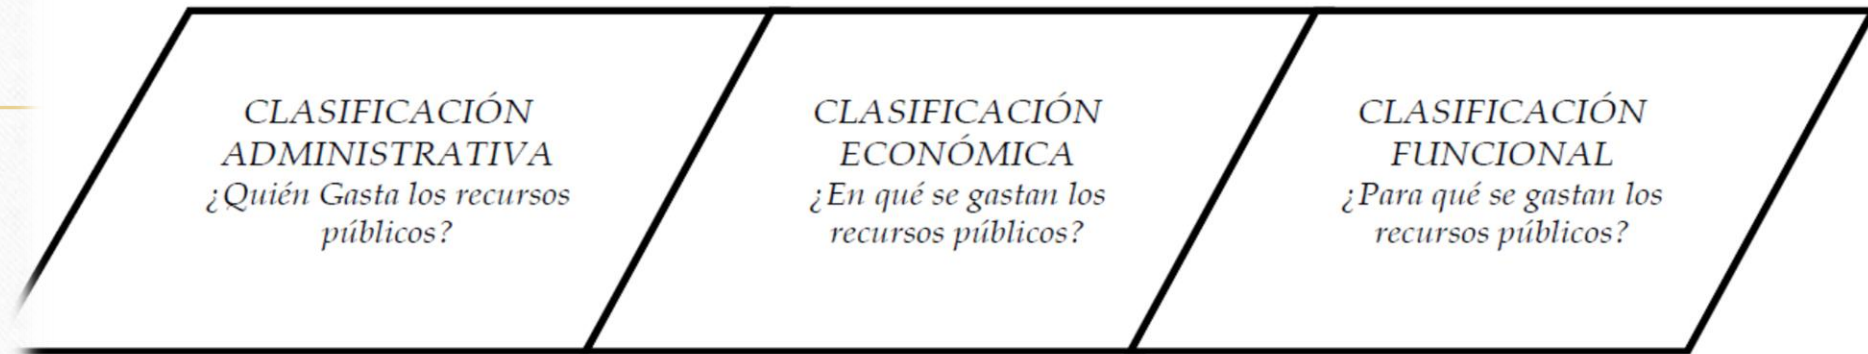 CLASIFICACIÓN
ADMINISTRATIVA
¿Quién Gasta los recursos
públicos?
CLASIFICACIÓN
ECONÓMICA
¿En qué se gastan los
recursos públicos?
CLASIFICACIÓN
FUNCIONAL
¿Para qué se gastan los
recursos públicos?